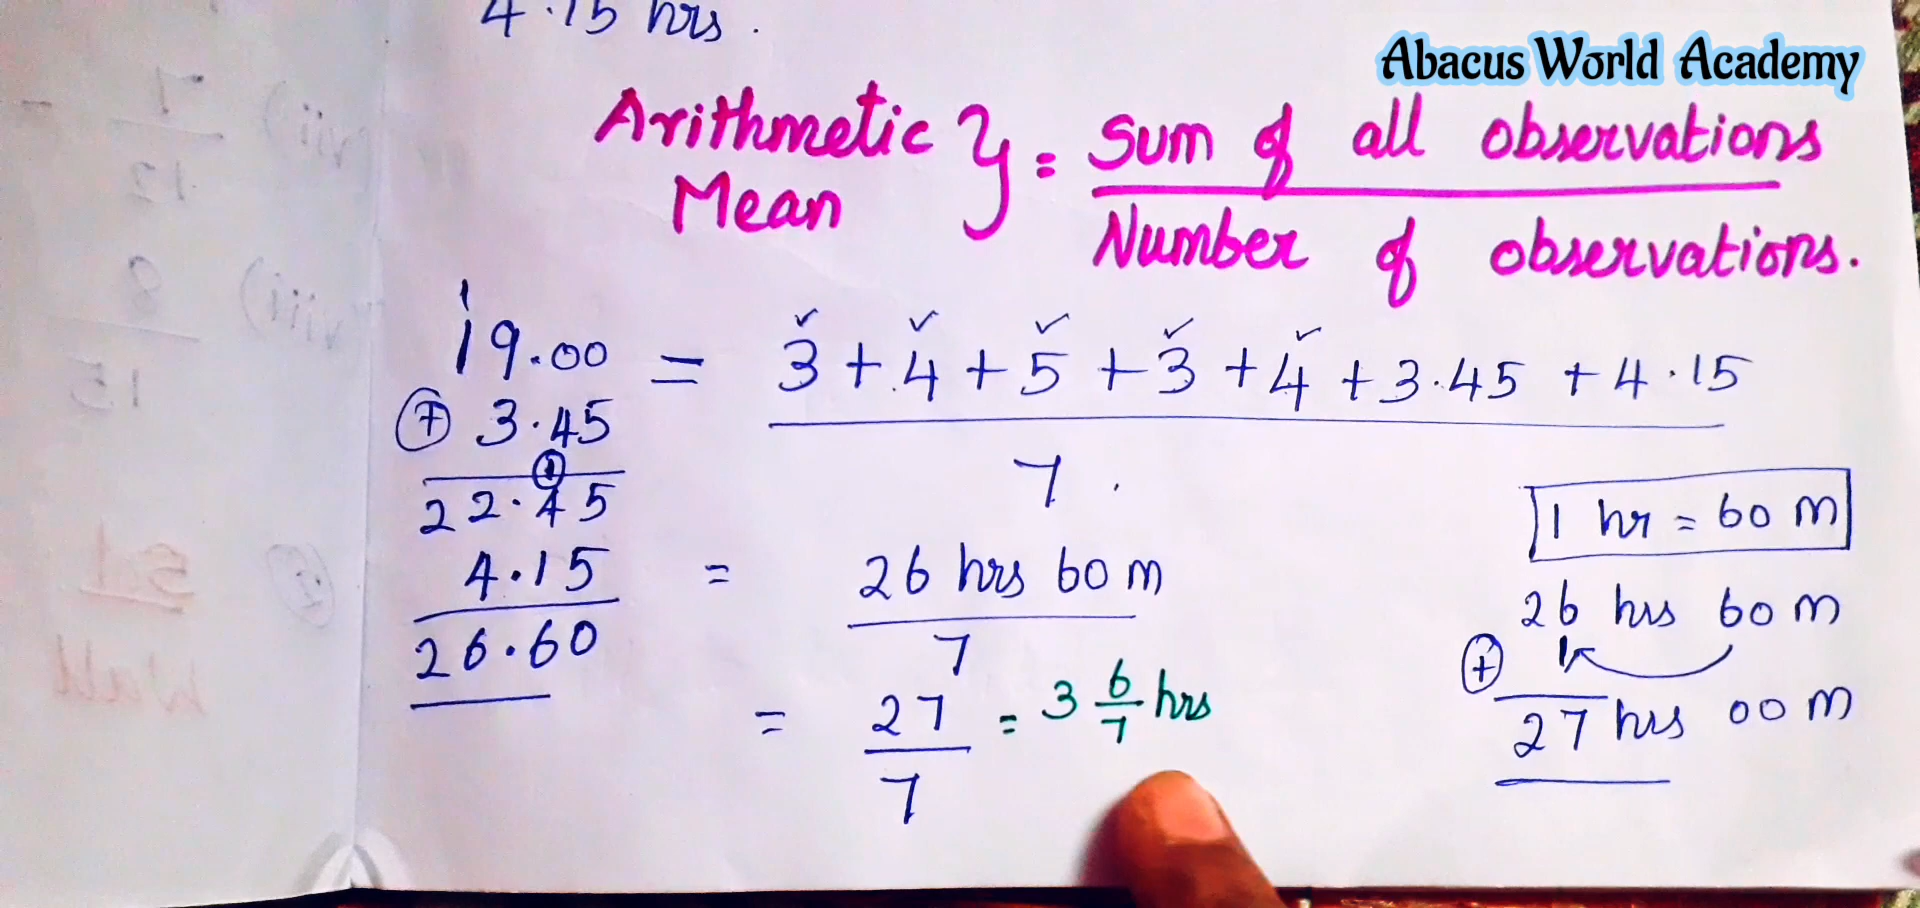 4.15 hrs.
Abacus World Academy
Arithmetic Mean } = Sum of all observations
Number of observations.
= 3 + 4 + 5 + 3 + 4 + 3.45 + 4.15
7.
1
19.00
(+) 3.45
22.45
4.15
26.60
= 26 hrs 60 m
7
= 27 = 3 6/7 hrs
7
1 hr = 60 m
26 hrs 60 m
(+) 1
27 hrs 00 m